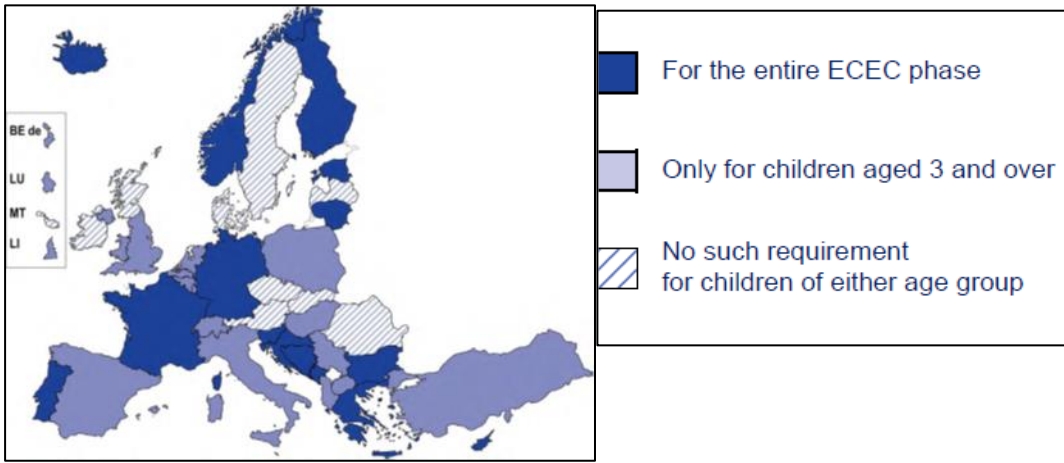 BE de
LU
MT
LI
For the entire ECEC phase
Only for children aged 3 and over
No such requirement
for children of either age group